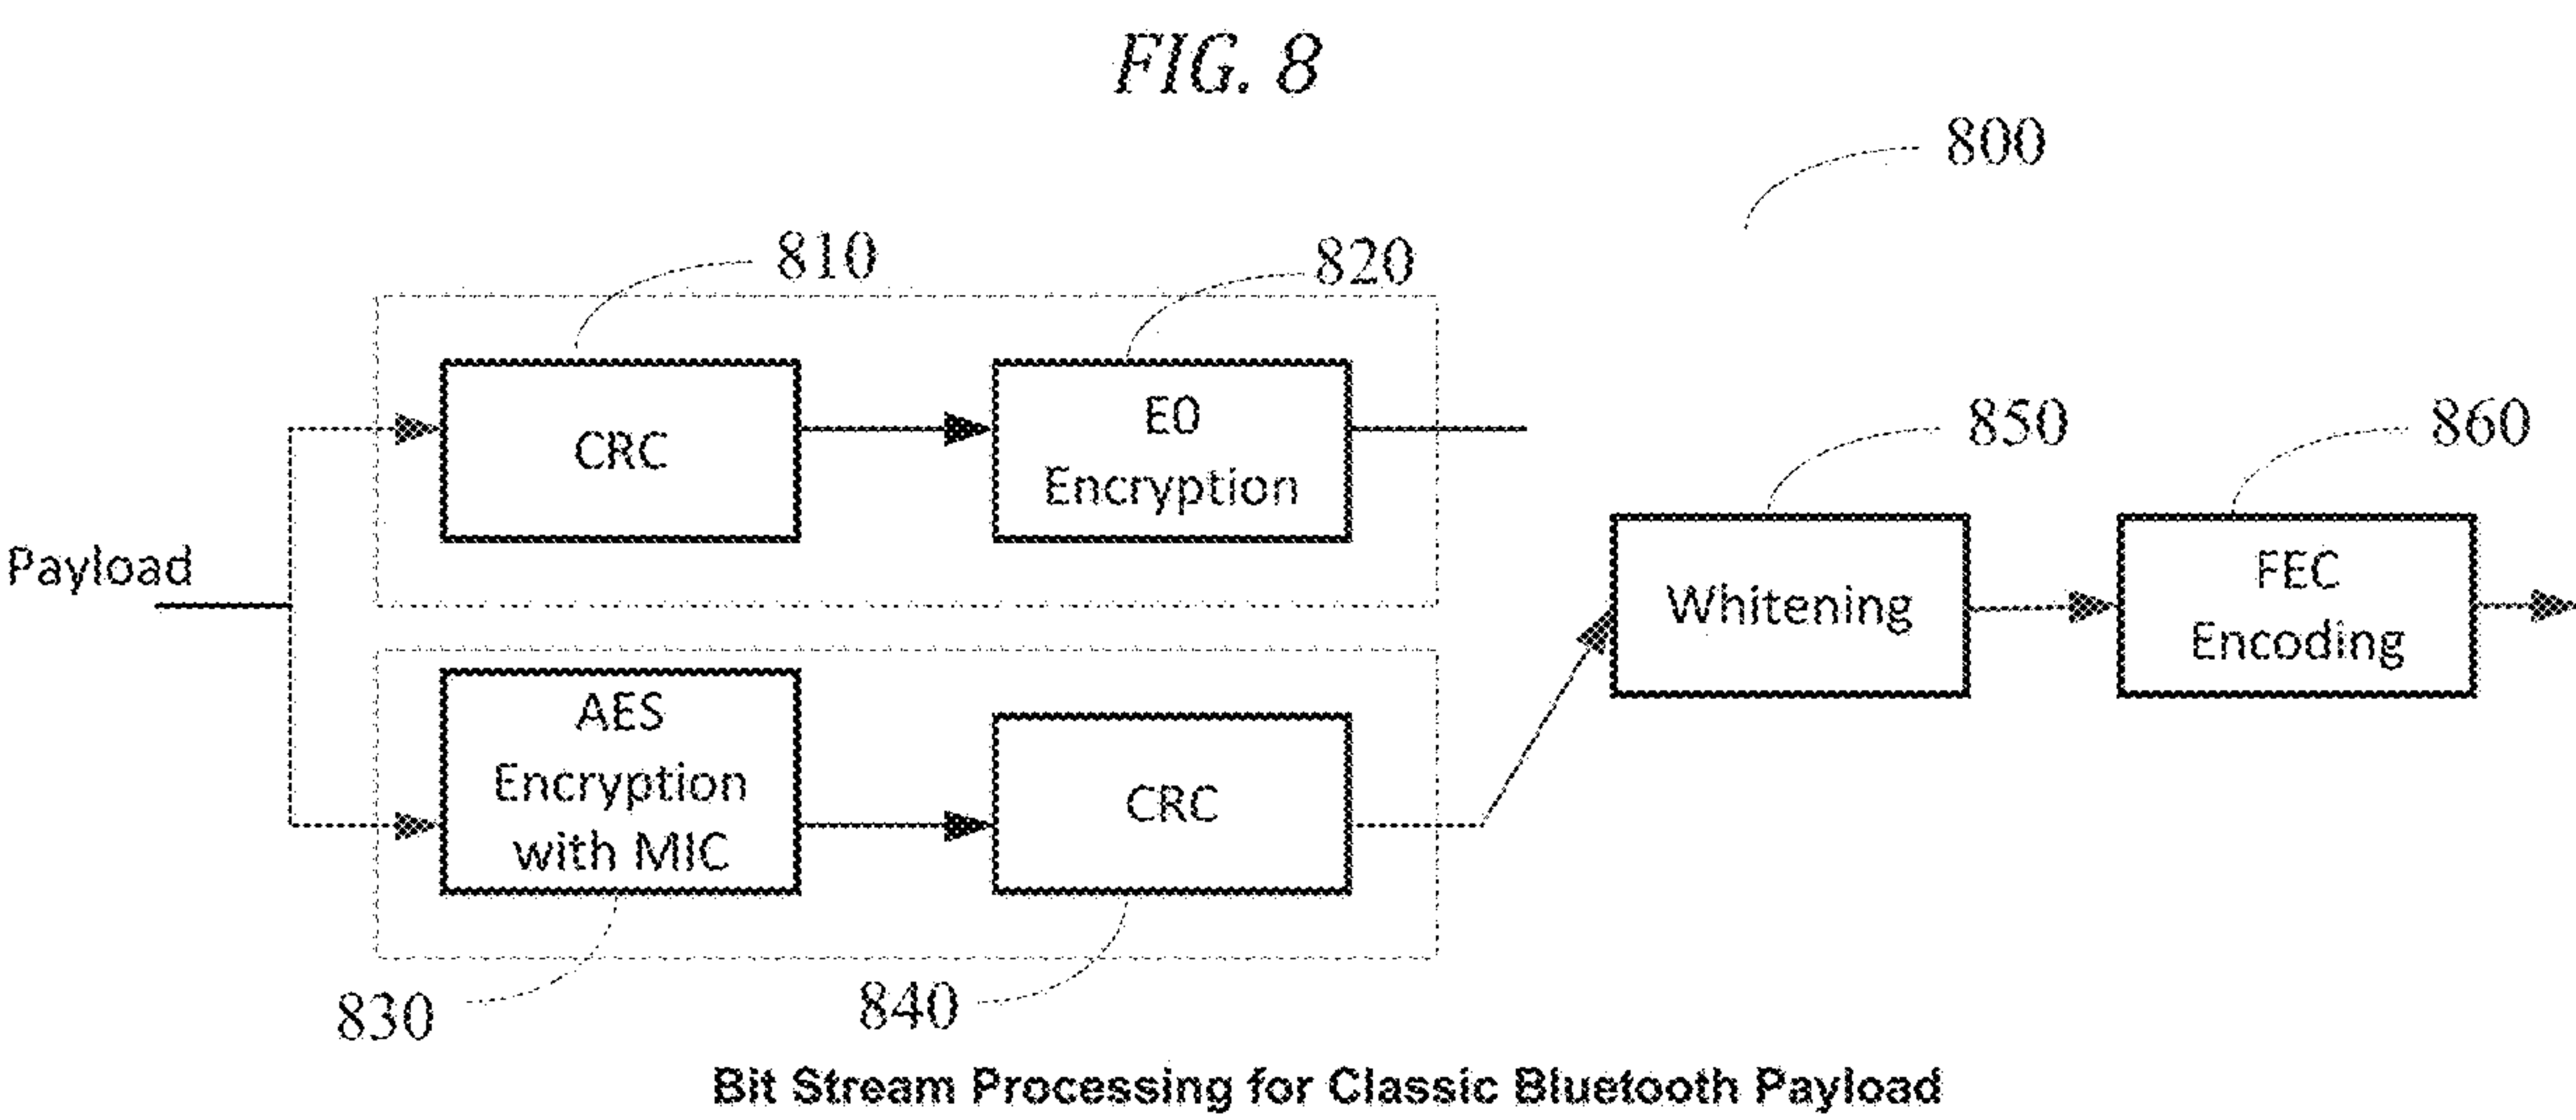 FIG. 8
800
810
820
CRC
E0
Encryption
850
860
Payload
Whitening
FEC
Encoding
AES
Encryption
with MIC
CRC
830
840
Bit Stream Processing for Classic Bluetooth Payload